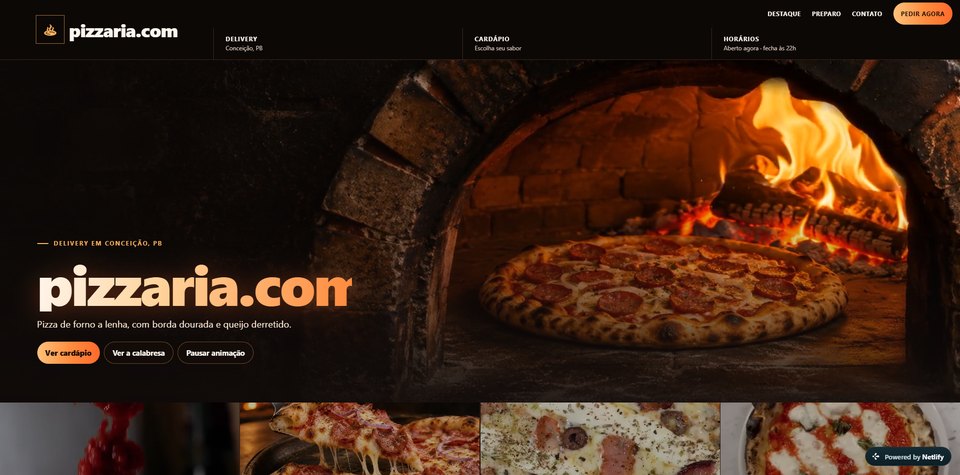 DESTAQUE PREPARO CONTATO PEDIR AGORA
pizzaria.com
DELIVERY
Conceição, PB
CARDÁPIO
Escolha seu sabor
HORÁRIOS
Aberto agora · fecha às 22h
DELIVERY EM CONCEIÇÃO, PB
pizzaria.com
Pizza de forno a lenha, com borda dourada e queijo derretido.
Ver cardápio Ver a calabresa Pausar animação
Powered by Netlify